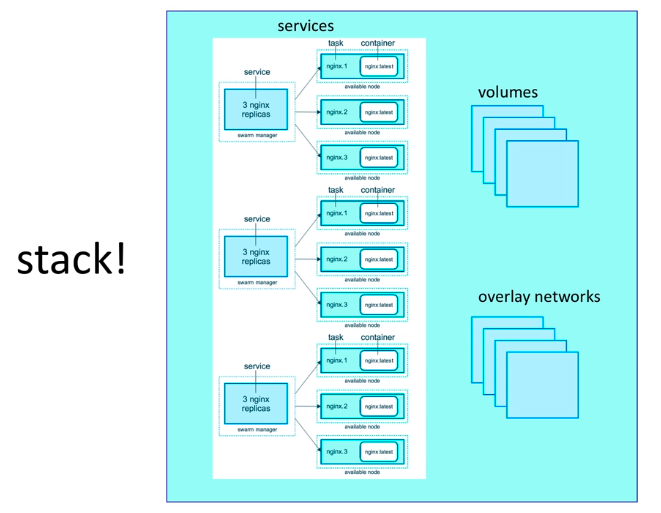 services
task container
service
nginx.1 nginx:latest
available node
3 nginx
replicas
nginx.2 nginx:latest
swarm manager
available node
nginx.3 nginx:latest
available node
task container
service
nginx.1 nginx:latest
available node
3 nginx
replicas
nginx.2 nginx:latest
swarm manager
available node
nginx.3 nginx:latest
available node
task container
service
nginx.1 nginx:latest
available node
3 nginx
replicas
nginx.2 nginx:latest
swarm manager
available node
nginx.3 nginx:latest
available node
stack!
volumes
overlay networks